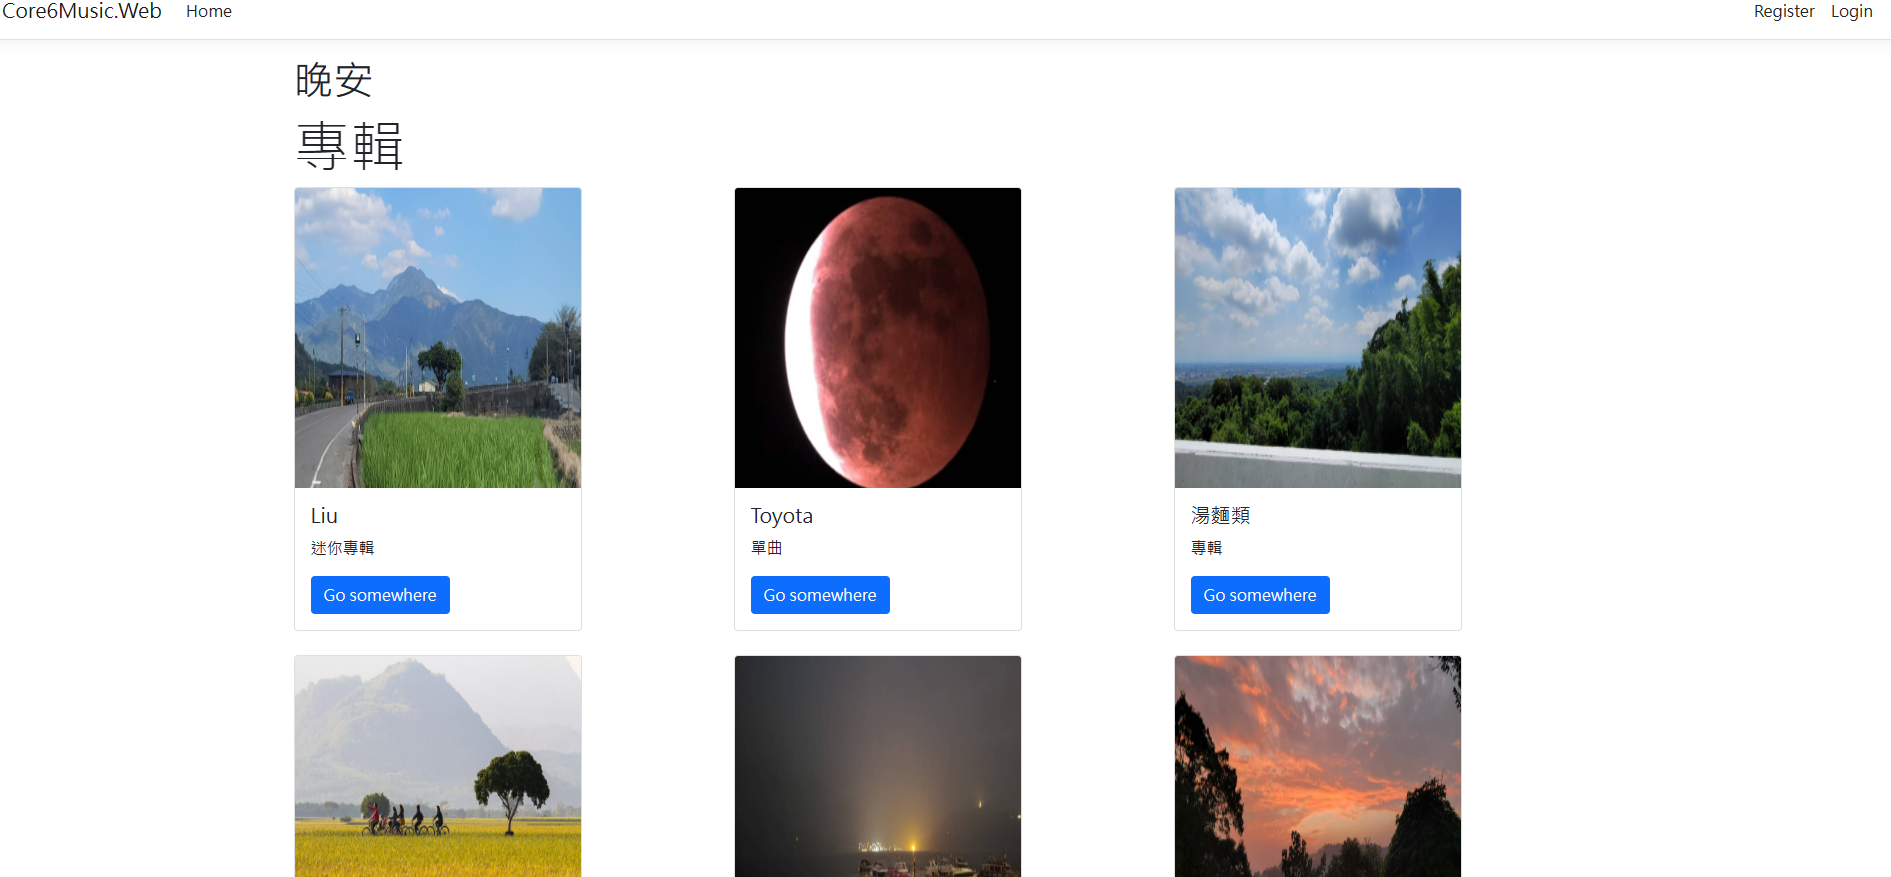 Core6Music.Web Home Register Login
晚安
專輯
Liu
迷你專輯
Go somewhere
Toyota
單曲
Go somewhere
湯麵類
專輯
Go somewhere